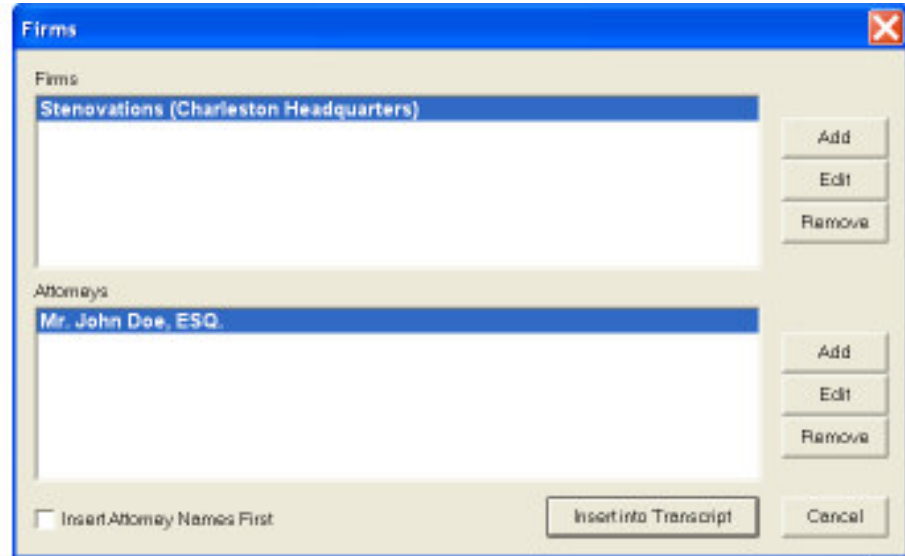 Firms
Firms
Stenovations (Charleston Headquarters)
Add
Edit
Remove
Attorneys
Mr. John Doe, ESQ.
Add
Edit
Remove
Insert Attorney Names First
Insert into Transcript
Cancel